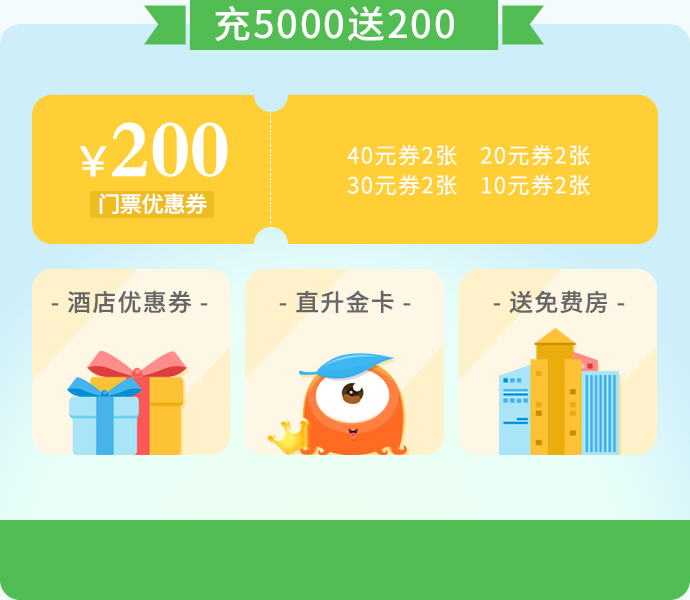 充5000送200
¥200
门票优惠券
40元券2张 20元券2张
30元券2张 10元券2张
- 酒店优惠券 -
- 直升金卡 -
- 送免费房 -